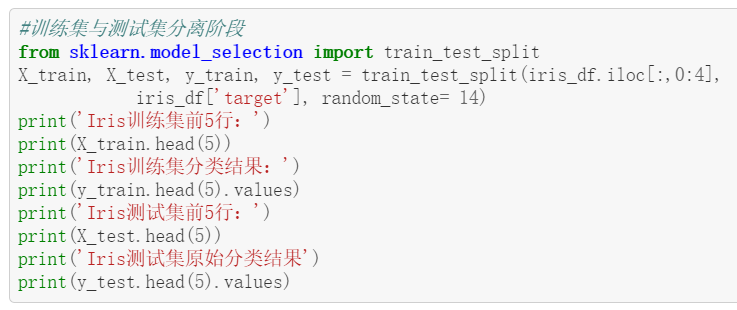 #训练集与测试集分离阶段
from sklearn.model_selection import train_test_split
X_train, X_test, y_train, y_test = train_test_split(iris_df.iloc[:,0:4],
iris_df['target'], random_state= 14)
print('Iris训练集前5行：')
print(X_train.head(5))
print('Iris训练集分类结果：')
print(y_train.head(5).values)
print('Iris测试集前5行：')
print(X_test.head(5))
print('Iris测试集原始分类结果')
print(y_test.head(5).values)